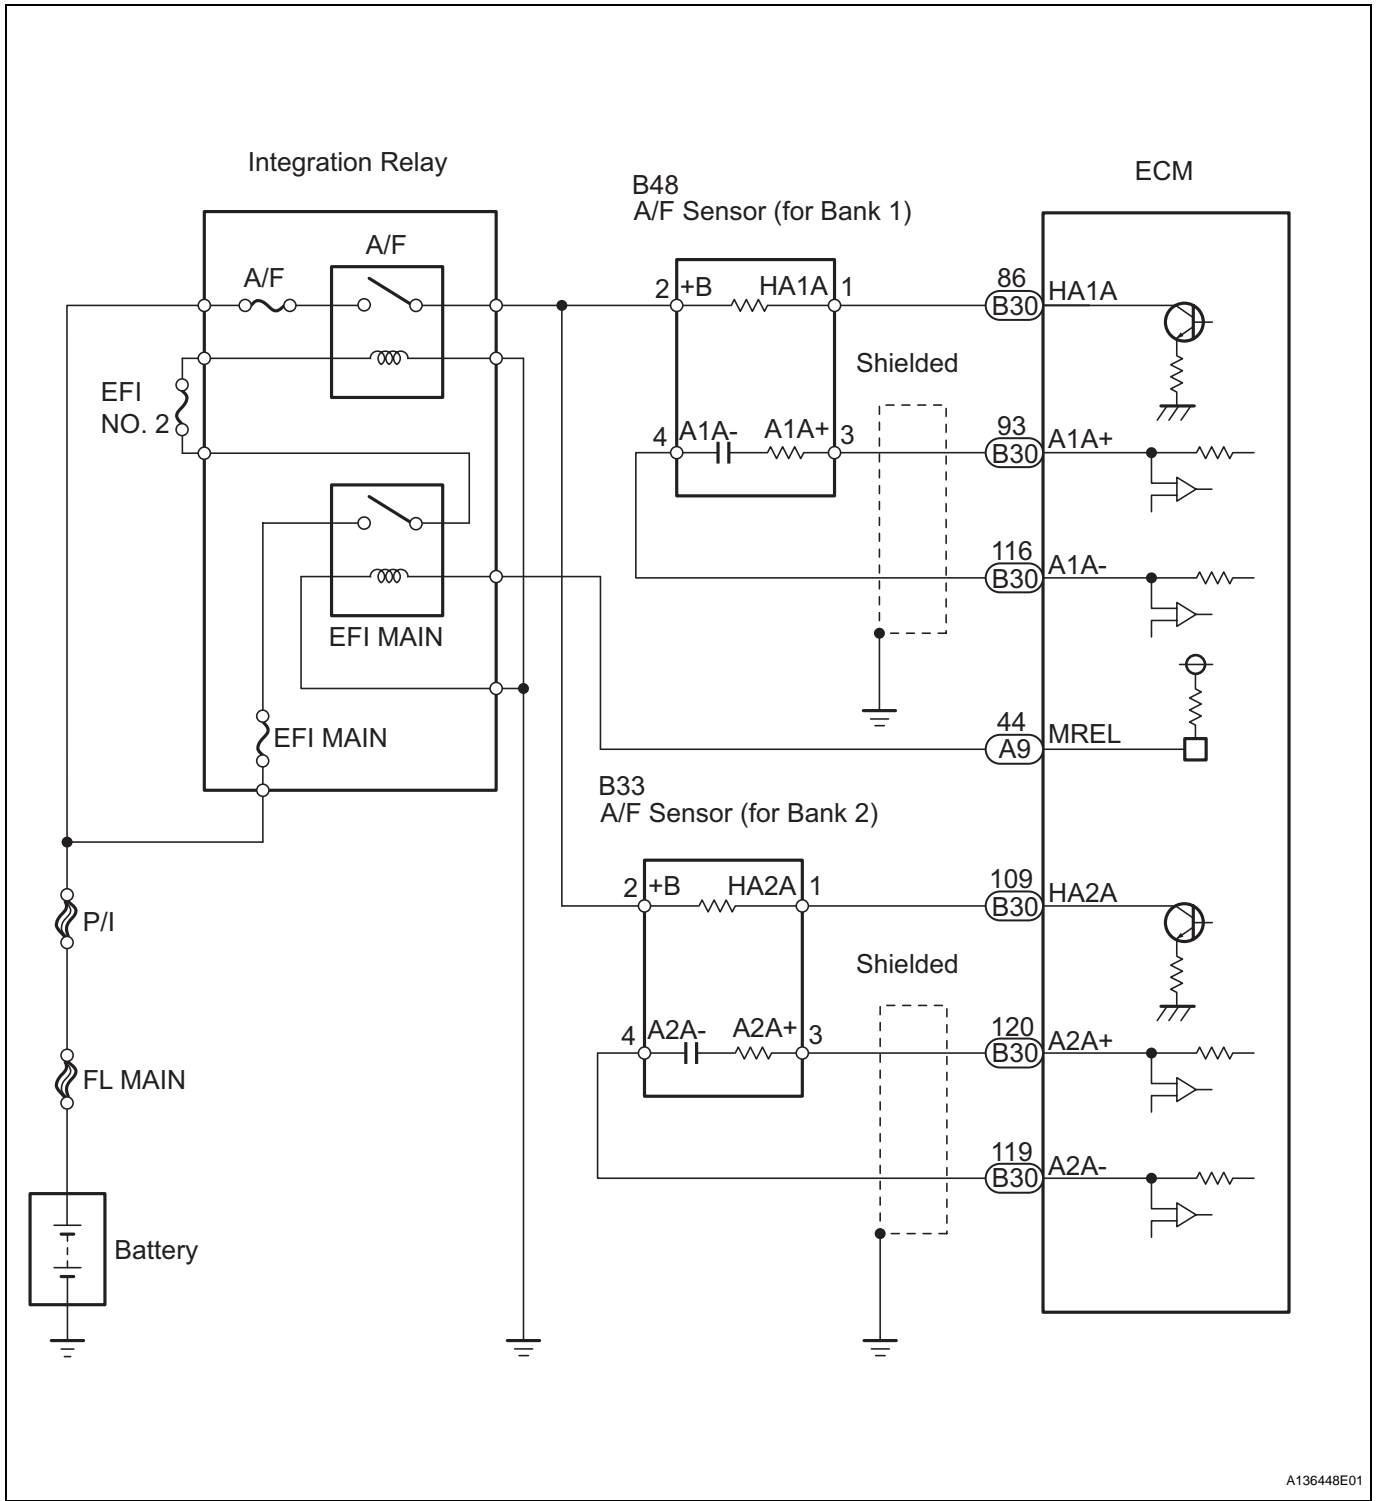 Integration Relay
B48
A/F Sensor (for Bank 1)
ECM
A/F
A/F
2
+B
HA1A
1
86
B30
HA1A
Shielded
EFI
NO. 2
4
A1A-
A1A+
3
93
B30
A1A+
116
B30
A1A-
EFI MAIN
EFI MAIN
44
A9
MREL
B33
A/F Sensor (for Bank 2)
2
+B
HA2A
1
109
B30
HA2A
P/I
Shielded
4
A2A-
A2A+
3
120
B30
A2A+
FL MAIN
119
B30
A2A-
Battery
A136448E01